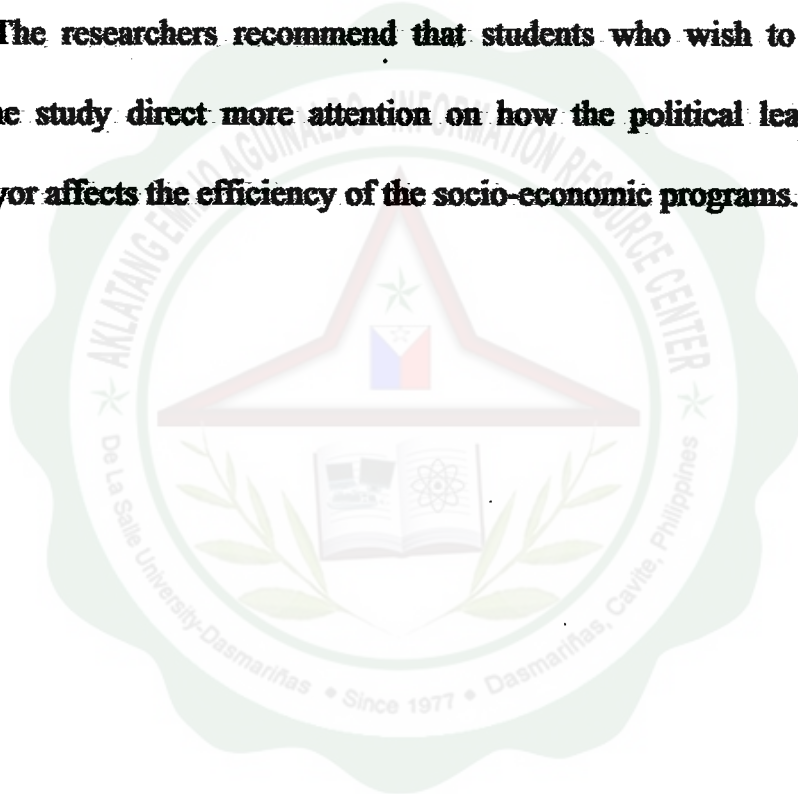 The researchers recommend that students who wish to
e study direct more attention on how the political lea
yor affects the efficiency of the socio-economic programs.
AKLATANG EMILIO AGUINALDO - INFORMATION RESOURCE CENTER
De La Salle University-Dasmariñas • Since 1977 • Dasmariñas, Cavite, Philippines